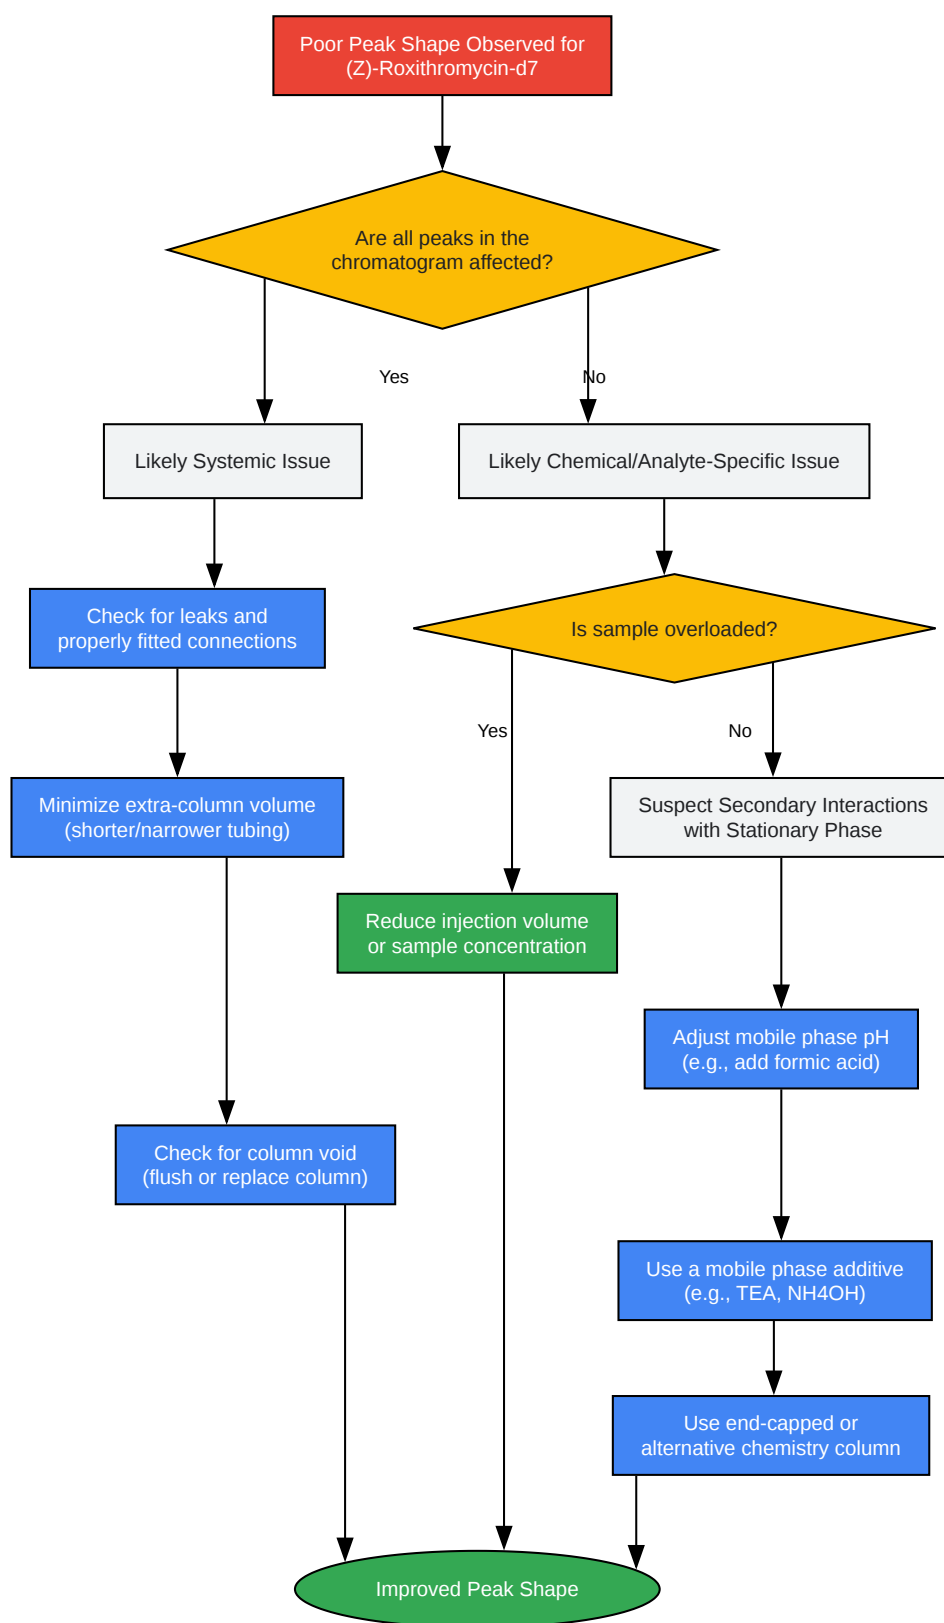 Poor Peak Shape Observed for
(Z)-Roxithromycin-d7
Are all peaks in the
chromatogram affected?
Yes
No
Likely Systemic Issue
Likely Chemical/Analyte-Specific Issue
Check for leaks and
properly fitted connections
Is sample overloaded?
Yes
No
Minimize extra-column volume
(shorter/narrower tubing)
Suspect Secondary Interactions
with Stationary Phase
Reduce injection volume
or sample concentration
Adjust mobile phase pH
(e.g., add formic acid)
Check for column void
(flush or replace column)
Use a mobile phase additive
(e.g., TEA, NH4OH)
Use end-capped or
alternative chemistry column
Improved Peak Shape